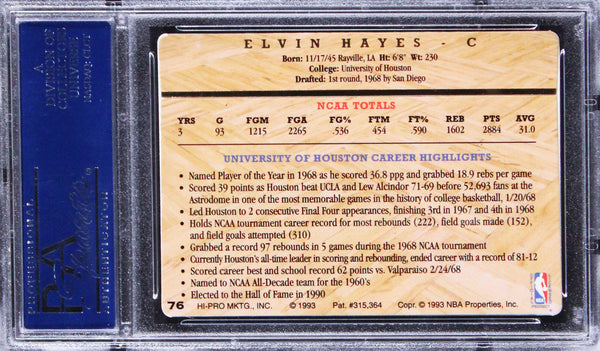 ELVIN HAYES - C
Born: 11/17/45 Rayville, LA Ht: 6'8" Wt: 230
College: University of Houston
Drafted: 1st round, 1968 by San Diego
NCAA TOTALS
YRS G FGM FGA FG% FTM FT% REB PTS AVG
3 93 1215 2265 .536 454 .590 1602 2884 31.0
UNIVERSITY OF HOUSTON CAREER HIGHLIGHTS
• Named Player of the Year in 1968 as he scored 36.8 ppg and grabbed 18.9 rebs per game
• Scored 39 points as Houston beat UCLA and Lew Alcindor 71-69 before 52,693 fans at the
Astrodome in one of the most memorable games in the history of college basketball, 1/20/68
• Led Houston to 2 consecutive Final Four appearances, finishing 3rd in 1967 and 4th in 1968
• Holds NCAA tournament career record for most rebounds (222), field goals made (152),
and field goals attempted (310)
• Grabbed a record 97 rebounds in 5 games during the 1968 NCAA tournament
• Currently Houston's all-time leader in scoring and rebounding, ended career with a record of 81-12
• Scored career best and school record 62 points vs. Valparaiso 2/24/68
• Named to NCAA All-Decade team for the 1960's
• Elected to the Hall of Fame in 1990
76 HI-PRO MKTG., INC. © 1993 Pat. #315,364 Copr. © 1993 NBA Properties, Inc.
A
DIVISION OF
COLLECTORS
UNIVERSE
NASDAQ: CLCT
PROFESSIONAL
PSA
AUTHENTICATOR